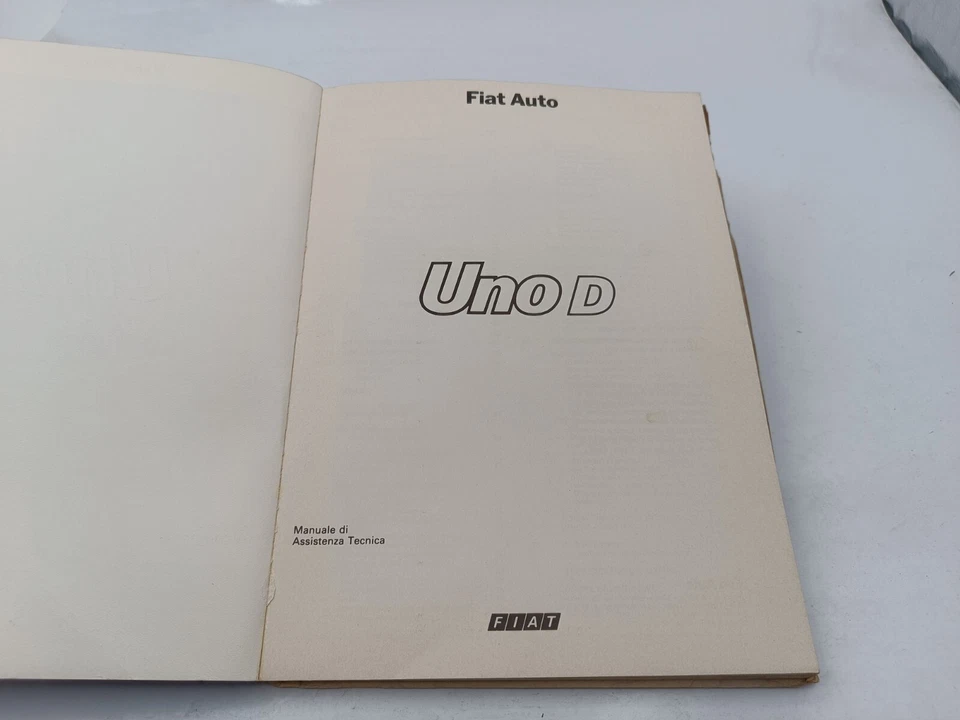 Fiat Auto
Uno D
Manuale di
Assistenza Tecnica
FIAT